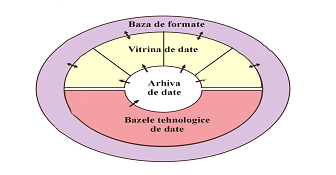 Baza de formate
Vitrina de date
Arhiva
de date
Bazele tehnologice
de date